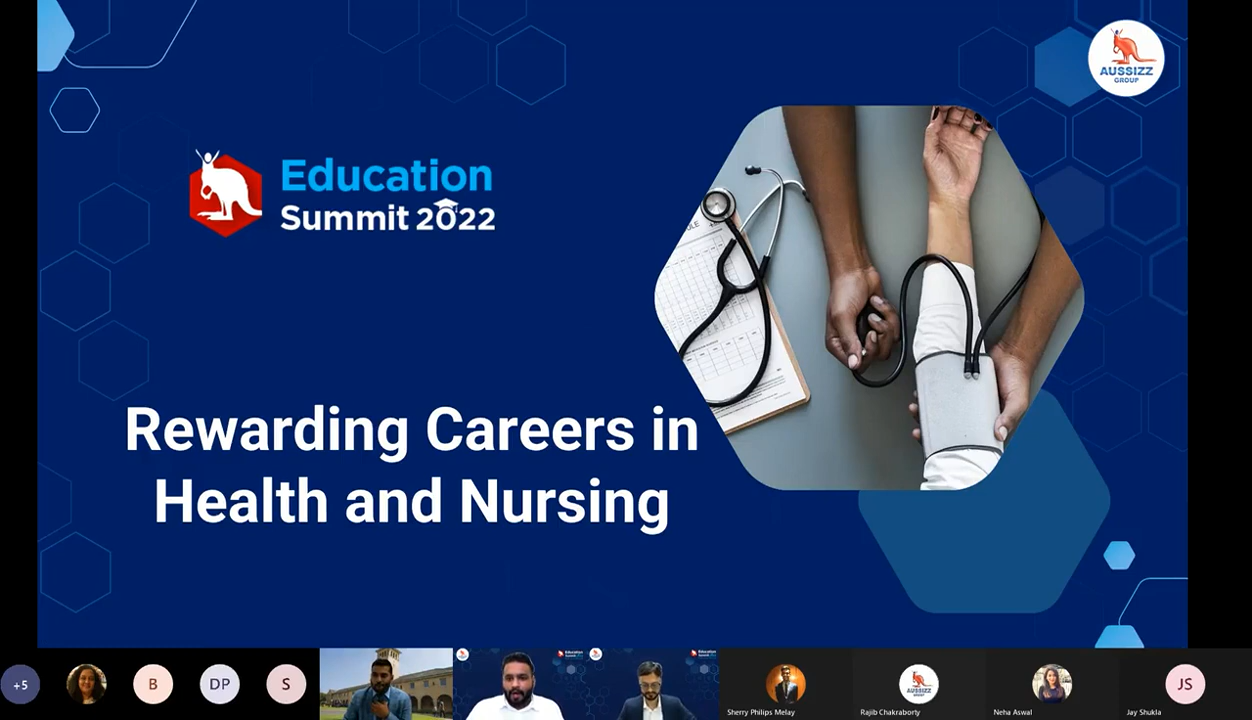 AUSSIZZ
GROUP
Education
Summit 2022
Rewarding Careers in
Health and Nursing
+5
B
DP
S
Sherry Philips Melay
AUSSIZZ
Rajib Chakraborty
Neha Aswal
JS
Jay Shukla